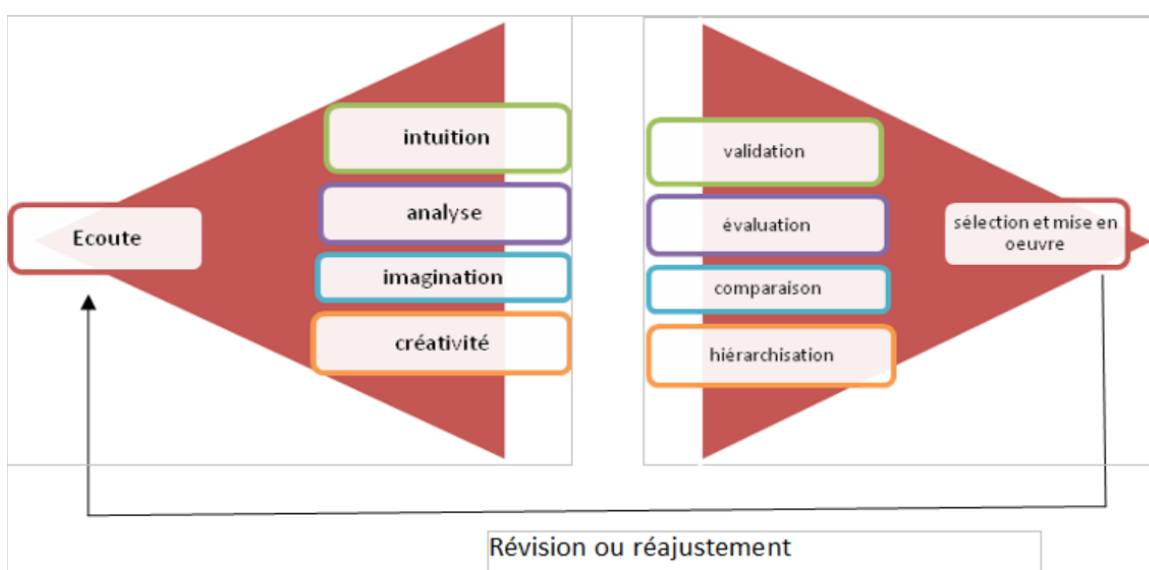 Ecoute
intuition
analyse
imagination
créativité
validation
évaluation
comparaison
hiérarchisation
sélection et mise en
oeuvre
Révision ou réajustement